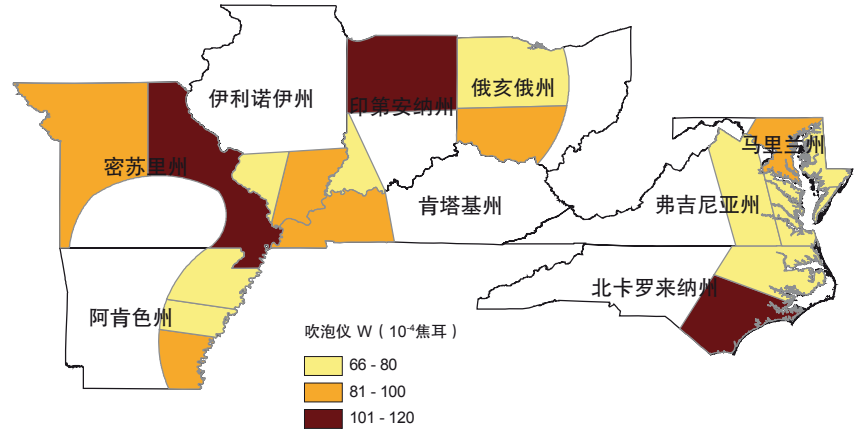 伊利诺伊州
印第安纳州
俄亥俄州
密苏里州
马里兰州
肯塔基州
弗吉尼亚州
北卡罗来纳州
阿肯色州
吹泡仪 W（10⁻⁴焦耳）
66 - 80
81 - 100
101 - 120